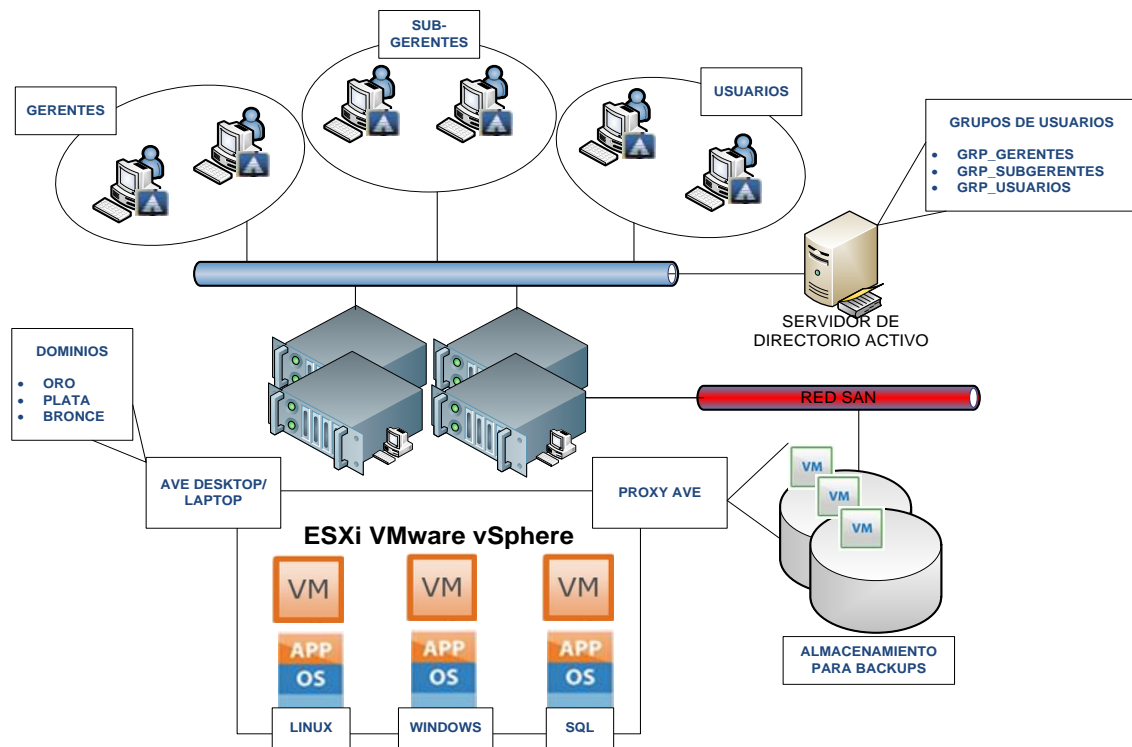 SUB-
GERENTES
GERENTES
USUARIOS
GRUPOS DE USUARIOS
• GRP_GERENTES
• GRP_SUBGERENTES
• GRP_USUARIOS
SERVIDOR DE
DIRECTORIO ACTIVO
DOMINIOS
• ORO
• PLATA
• BRONCE
RED SAN
AVE DESKTOP/
LAPTOP
PROXY AVE
VM
VM
VM
ESXi VMware vSphere
VM
VM
VM
APP
OS
APP
OS
APP
OS
LINUX
WINDOWS
SQL
ALMACENAMIENTO
PARA BACKUPS